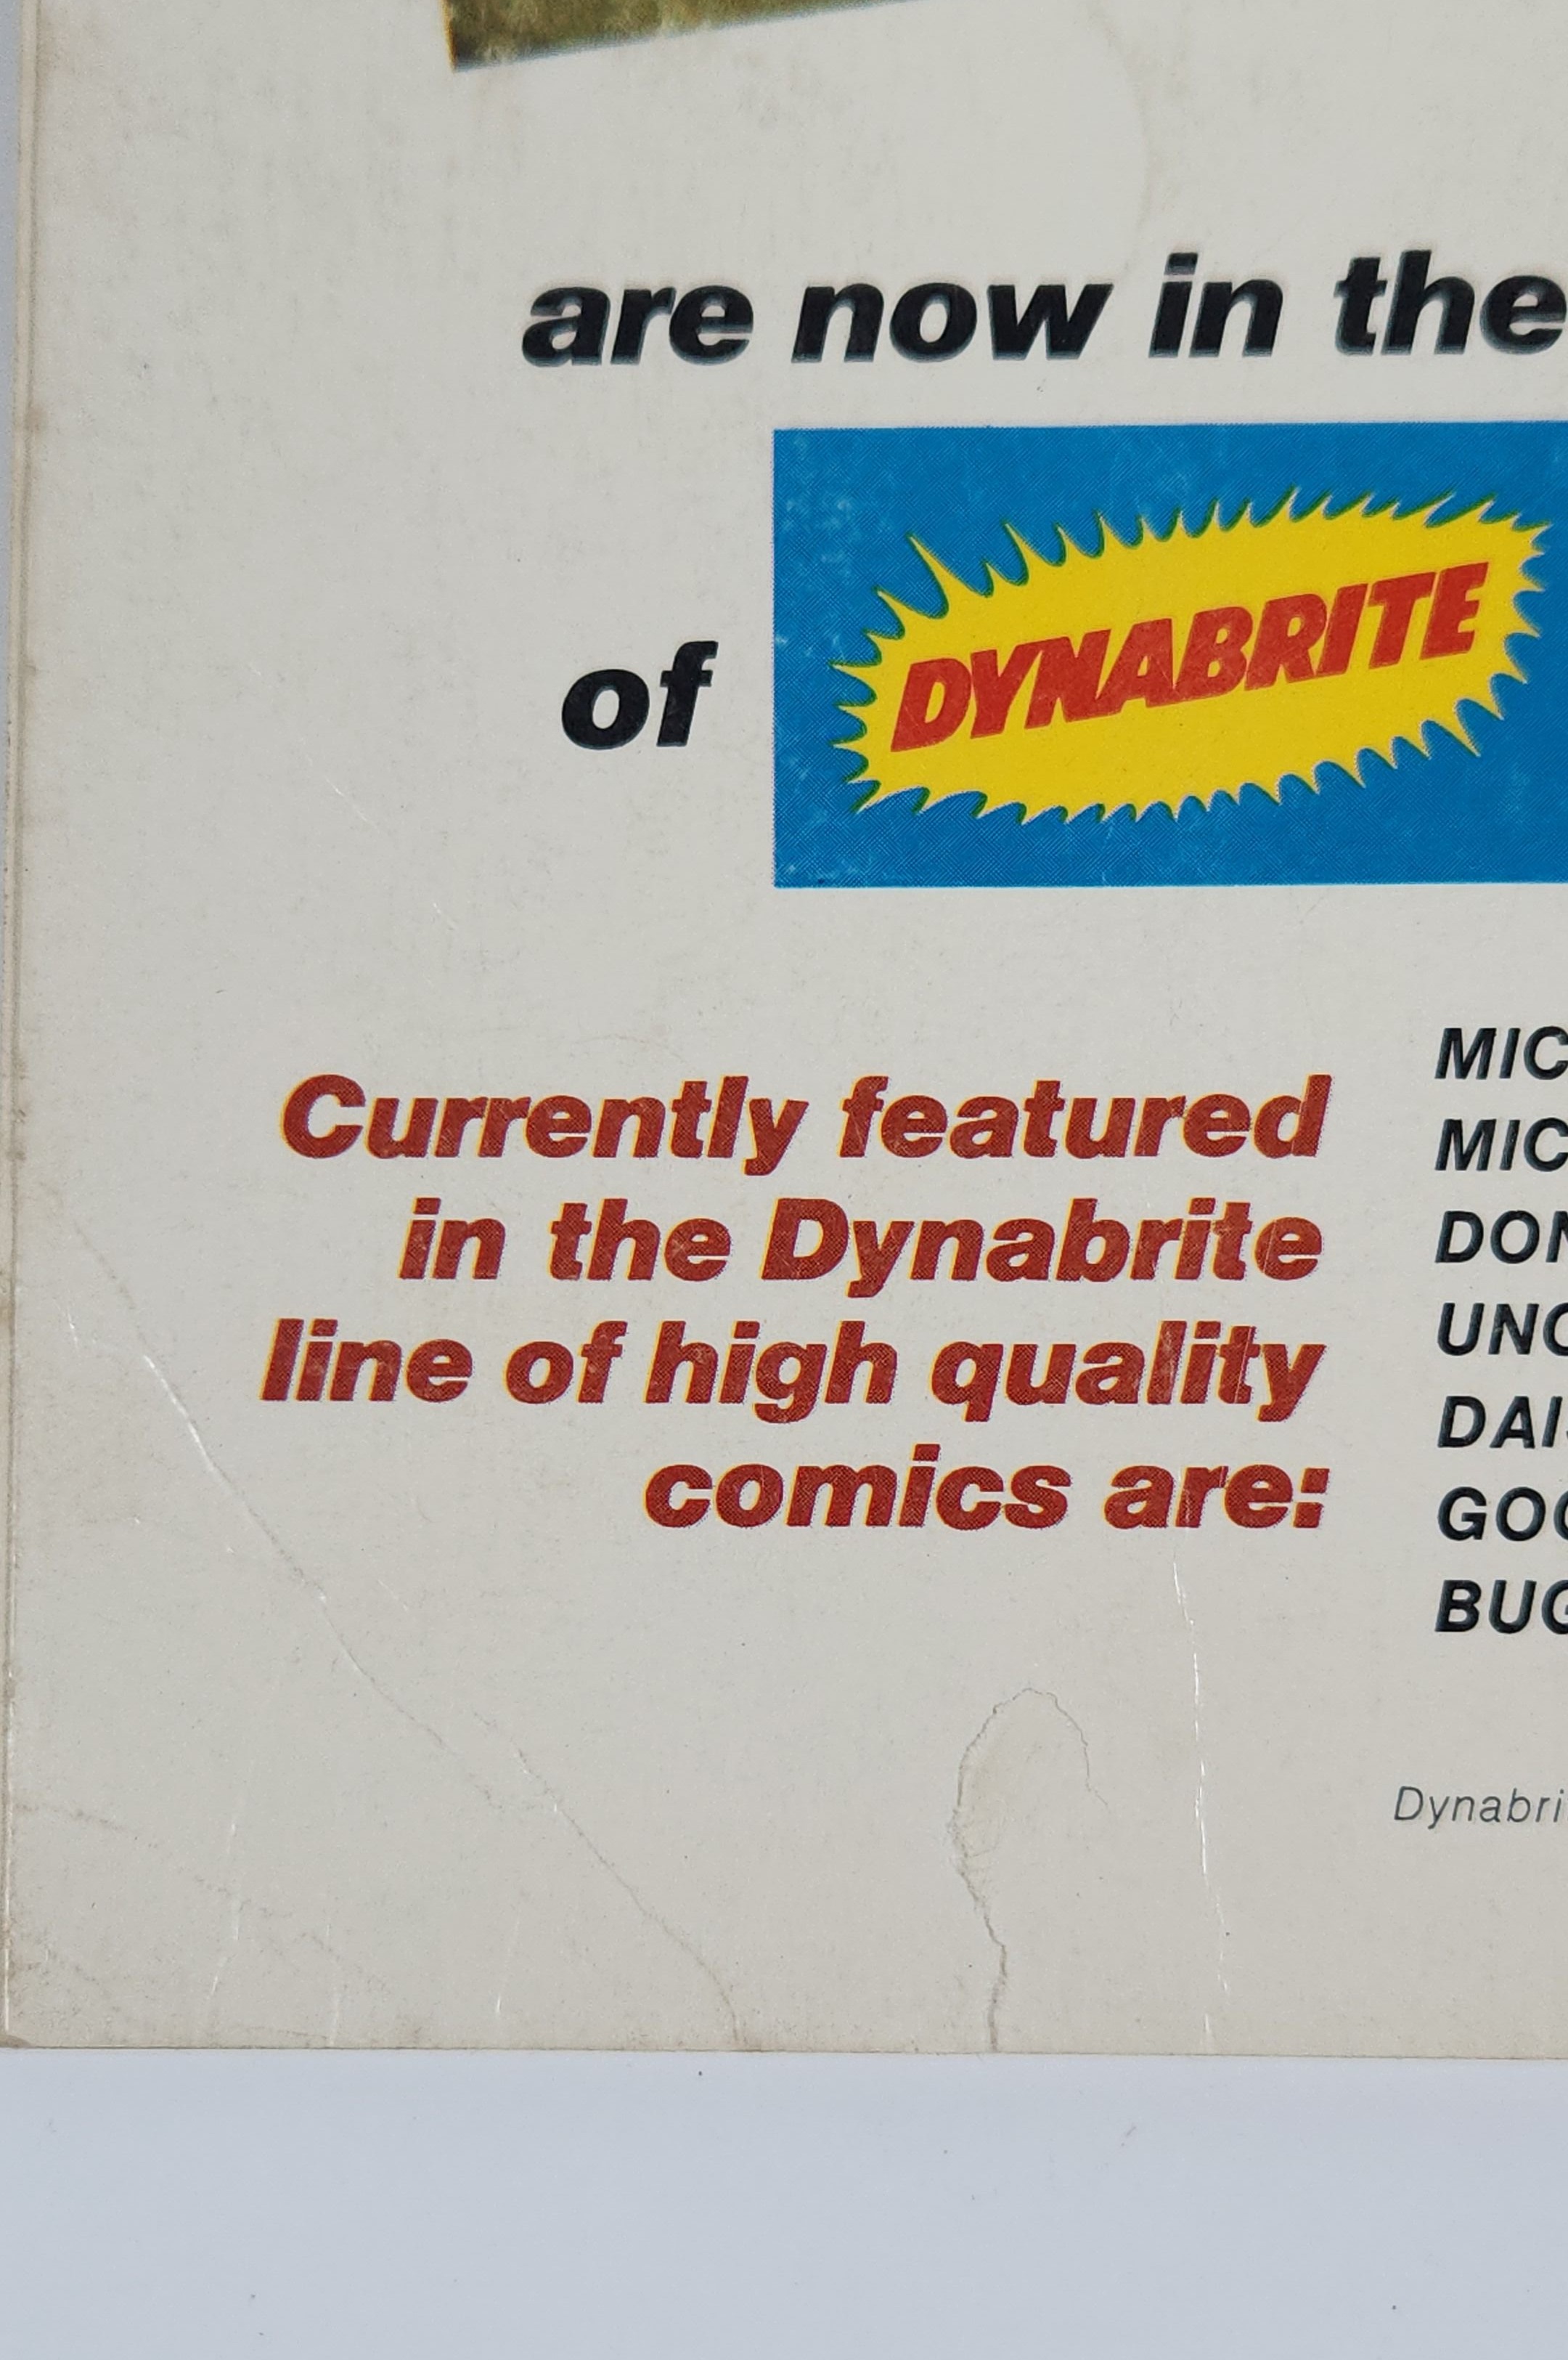 are now in the
of DYNABRITE
Currently featured
in the Dynabrite
line of high quality
comics are:
MIC
MIC
DON
UNC
DAIS
GOO
BUG
Dynabri